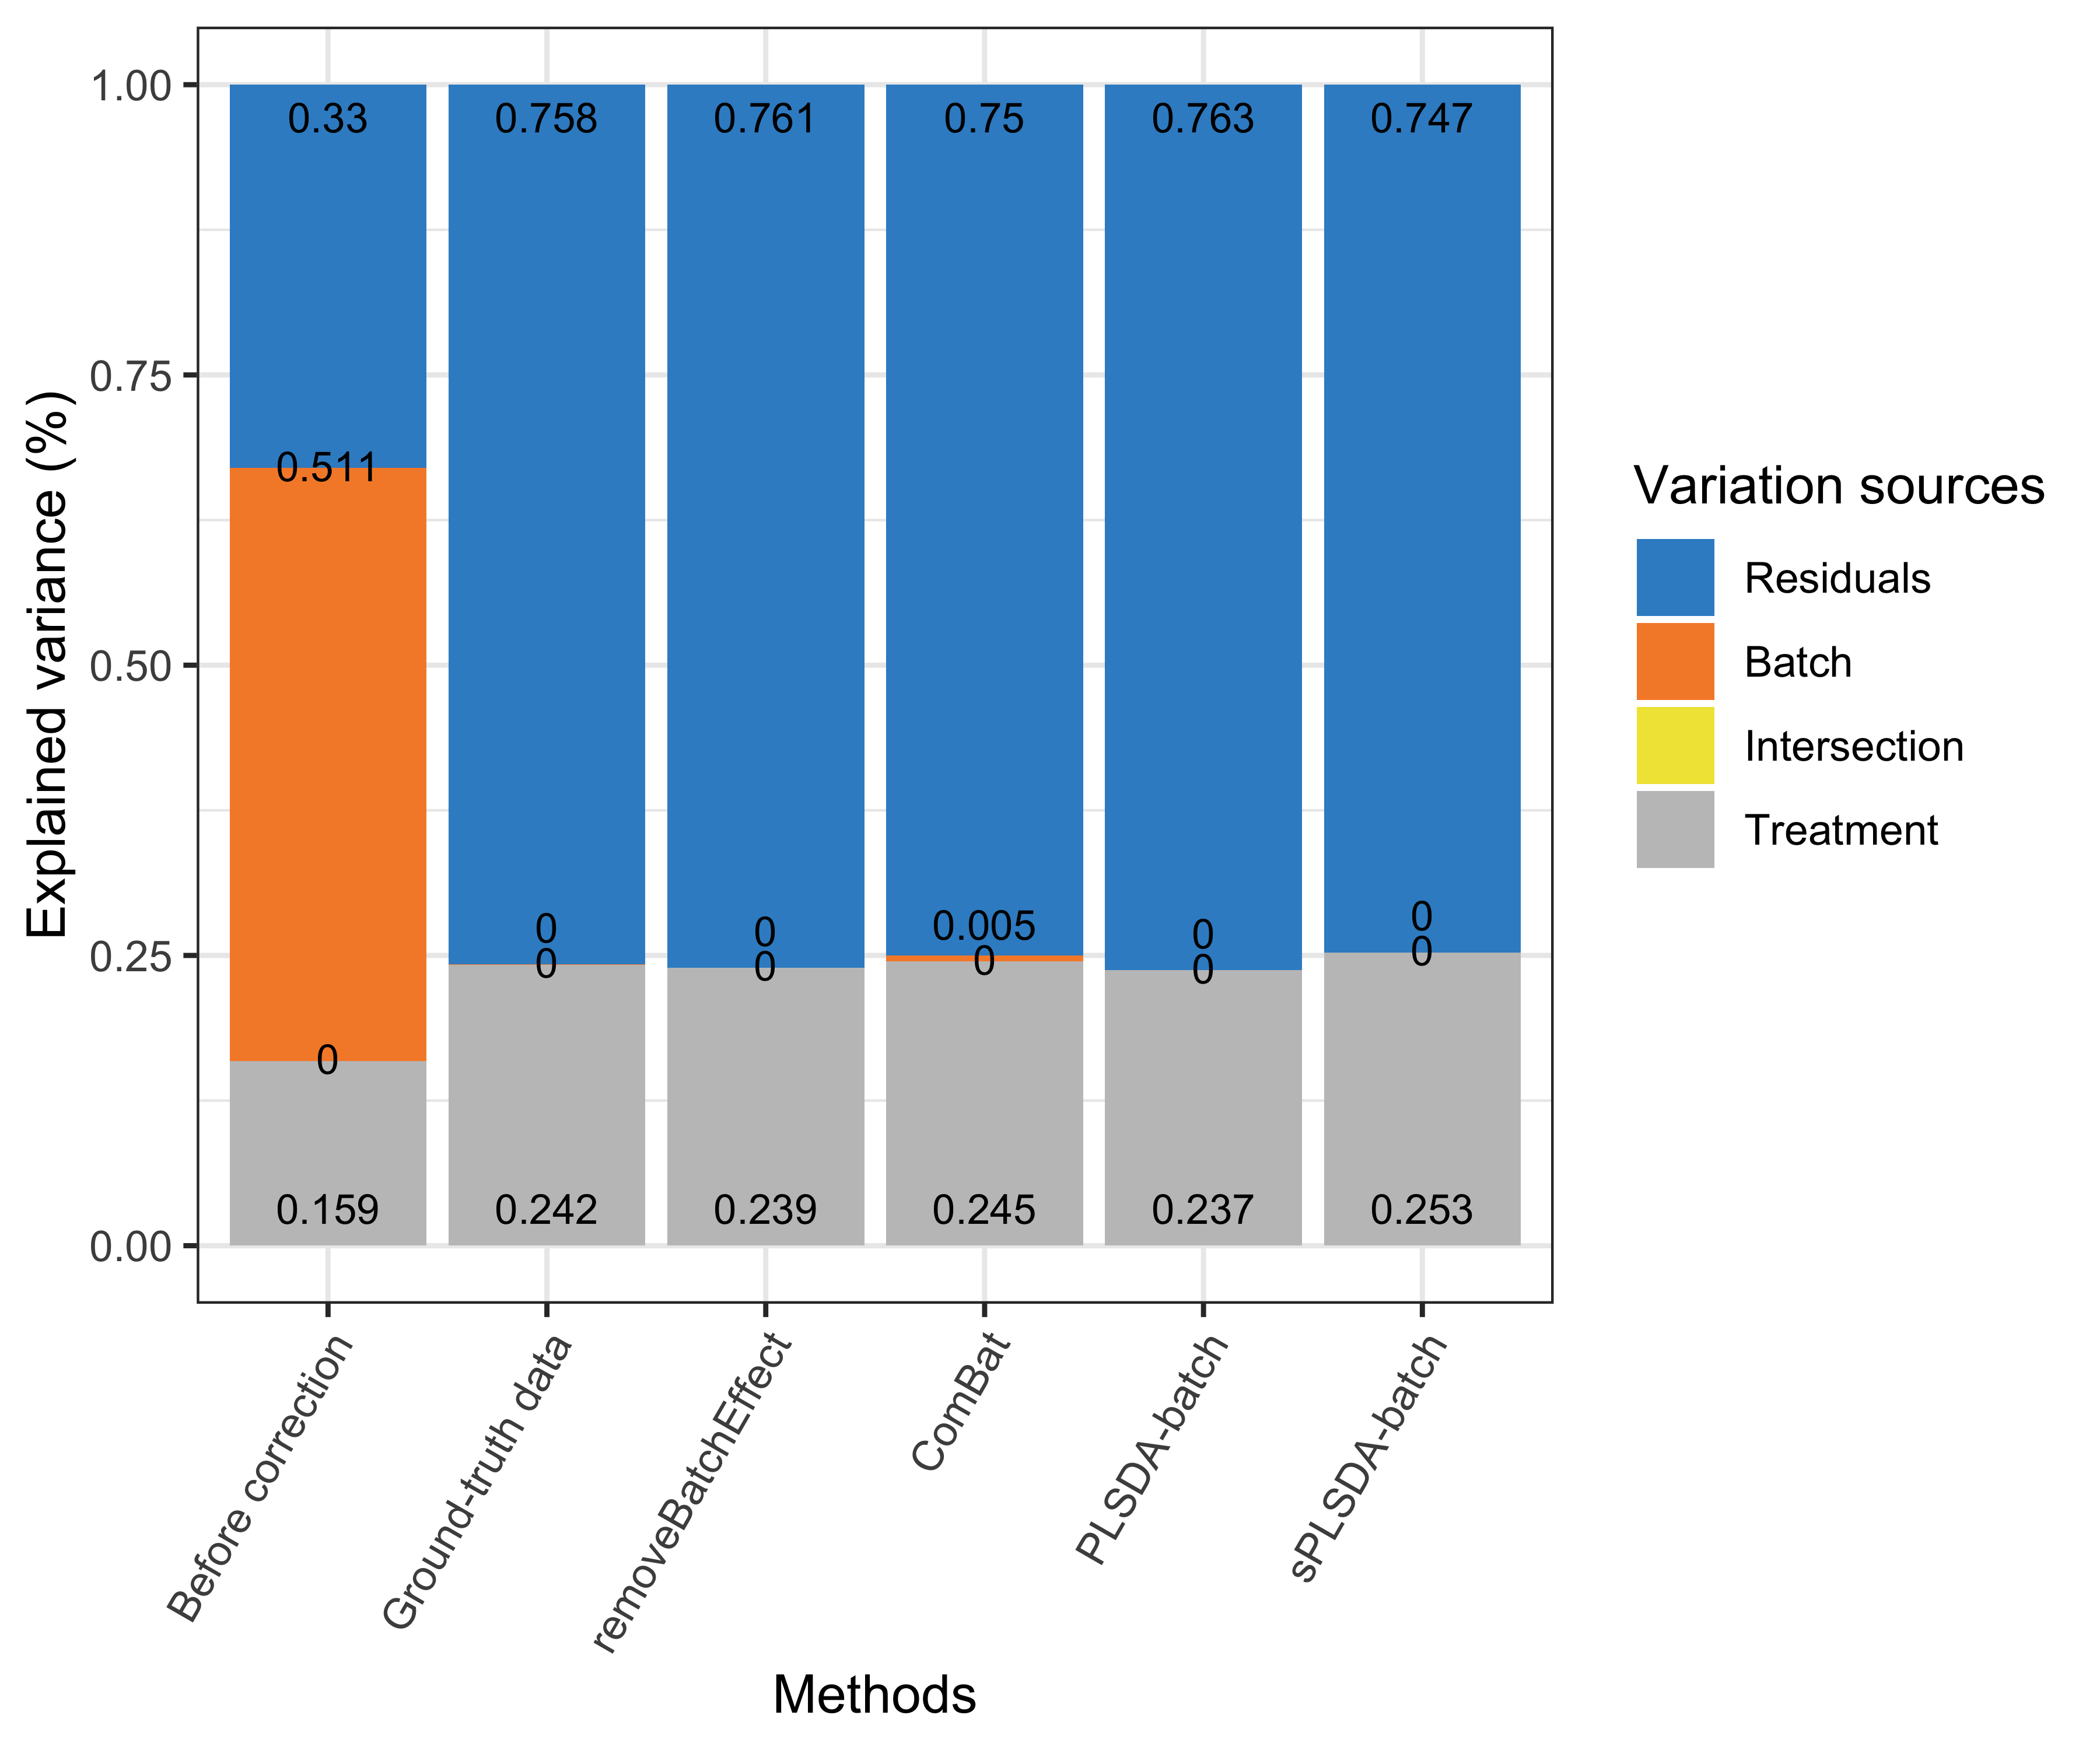 1.00
0.75
0.50
0.25
0.00
Explained variance (%)
0.33 0.758 0.761 0.75 0.763 0.747
0.511
0 0 0.005 0 0
0 0 0 0 0
0
0.159 0.242 0.239 0.245 0.237 0.253
Before correction
Ground-truth data
removeBatchEffect
ComBat
PLSDA-batch
sPLSDA-batch
Methods
Variation sources
Residuals
Batch
Intersection
Treatment